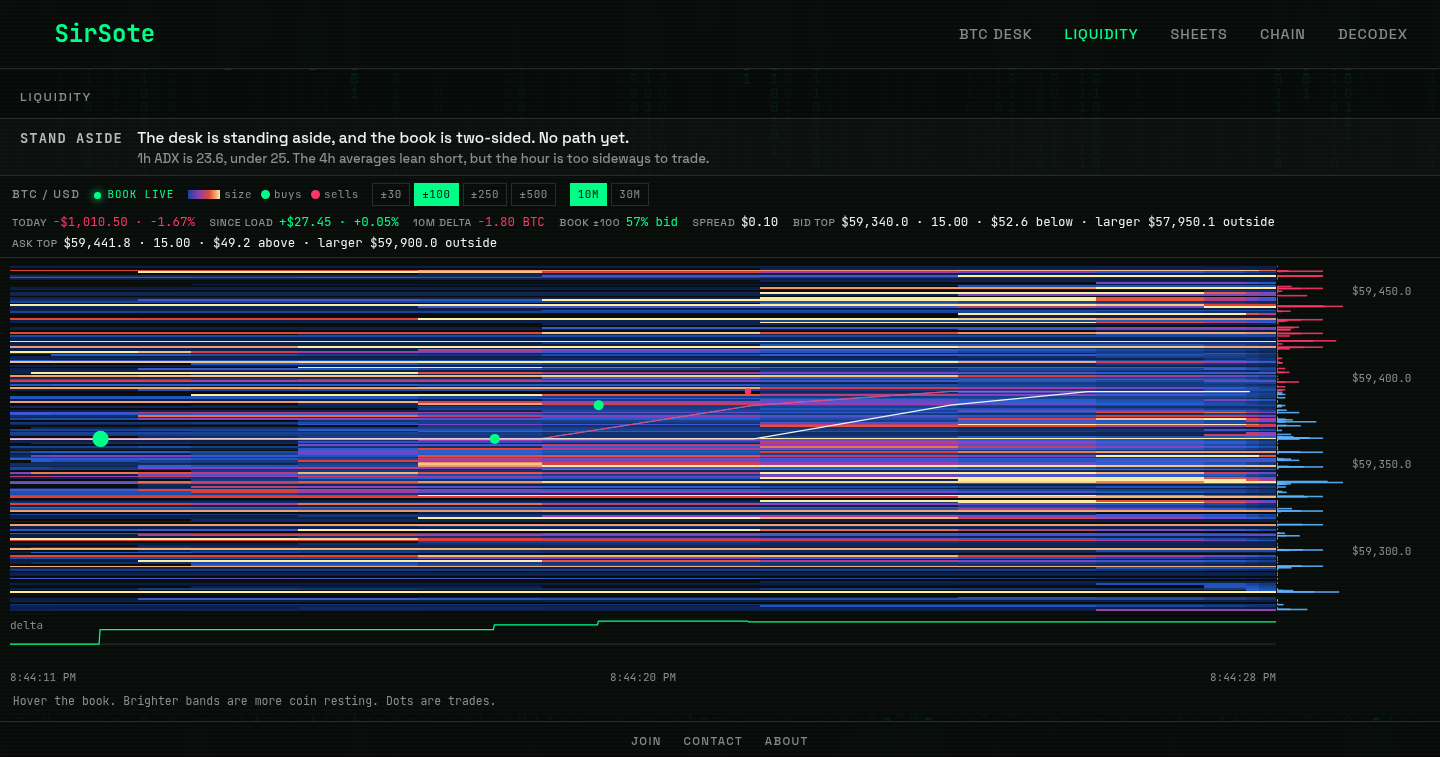 SirSote
BTC DESK LIQUIDITY SHEETS CHAIN DECODEX
LIQUIDITY
STAND ASIDE The desk is standing aside, and the book is two-sided. No path yet.
1h ADX is 23.6, under 25. The 4h averages lean short, but the hour is too sideways to trade.
BTC / USD BOOK LIVE size buys sells ±30 ±100 ±250 ±500 10M 30M
TODAY -$1,010.50 · -1.67% SINCE LOAD +$27.45 · +0.05% 10M DELTA -1.80 BTC BOOK ±100 57% bid SPREAD $0.10 BID TOP $59,340.0 · 15.00 · $52.6 below · larger $57,950.1 outside
ASK TOP $59,441.8 · 15.00 · $49.2 above · larger $59,900.0 outside
$59,450.0
$59,400.0
$59,350.0
$59,300.0
delta
8:44:11 PM 8:44:20 PM 8:44:28 PM
Hover the book. Brighter bands are more coin resting. Dots are trades.
JOIN CONTACT ABOUT